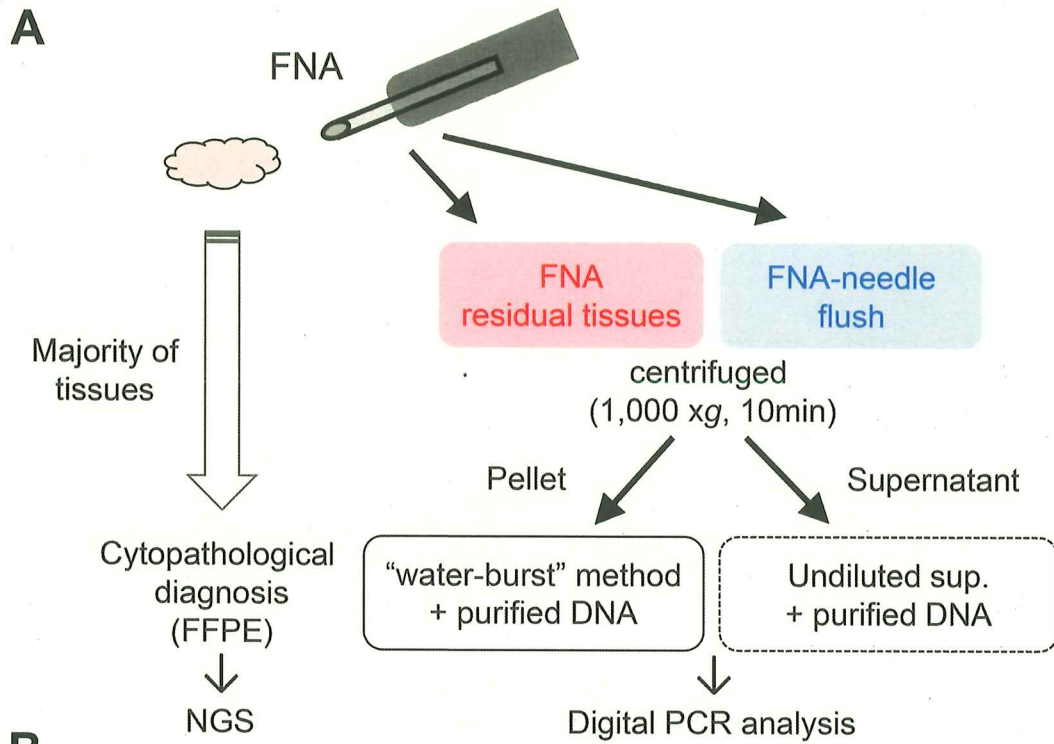 A
FNA
FNA
residual tissues
FNA-needle
flush
Majority of
tissues
centrifuged
(1,000 xg, 10min)
Pellet
Supernatant
Cytopathological
diagnosis
(FFPE)
"water-burst" method
+ purified DNA
Undiluted sup.
+ purified DNA
NGS
Digital PCR analysis